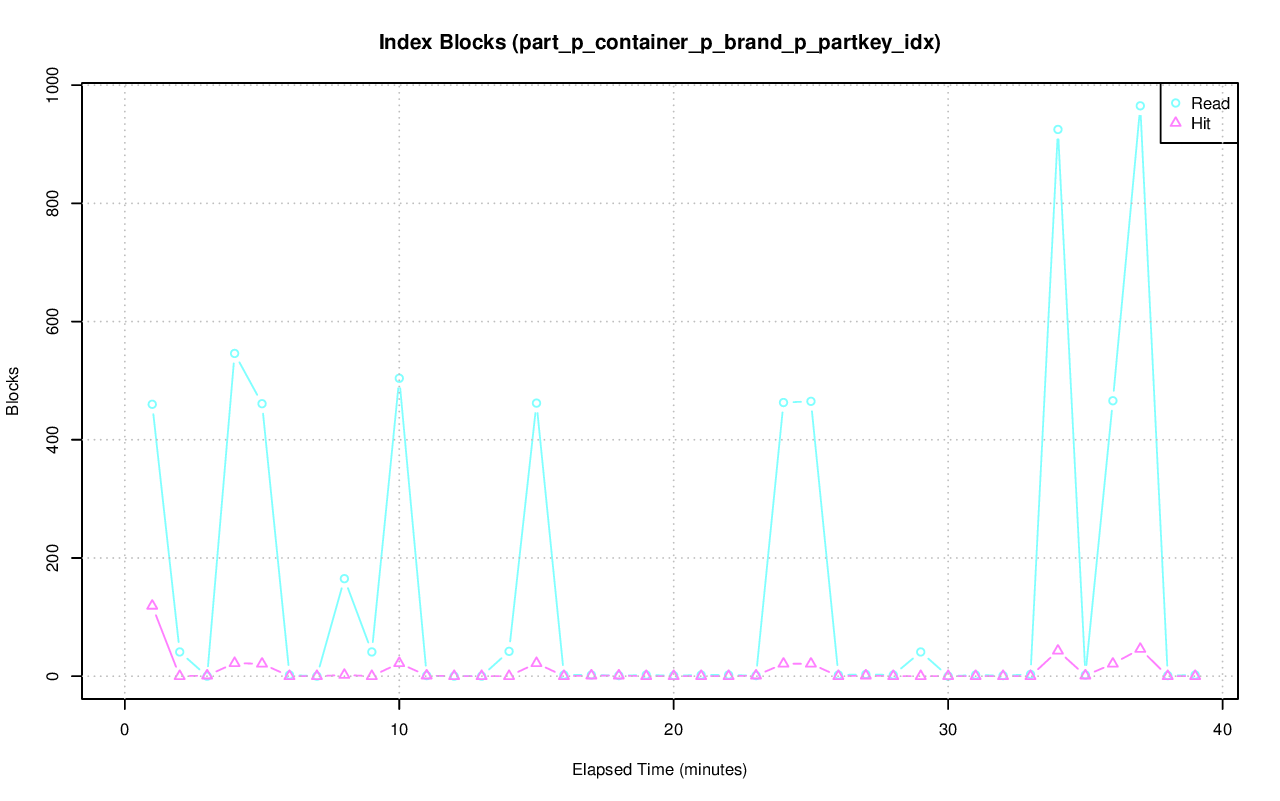 Index Blocks (part_p_container_p_brand_p_partkey_idx)
Read
Hit
Blocks
1000
800
600
400
200
0
0 10 20 30 40
Elapsed Time (minutes)